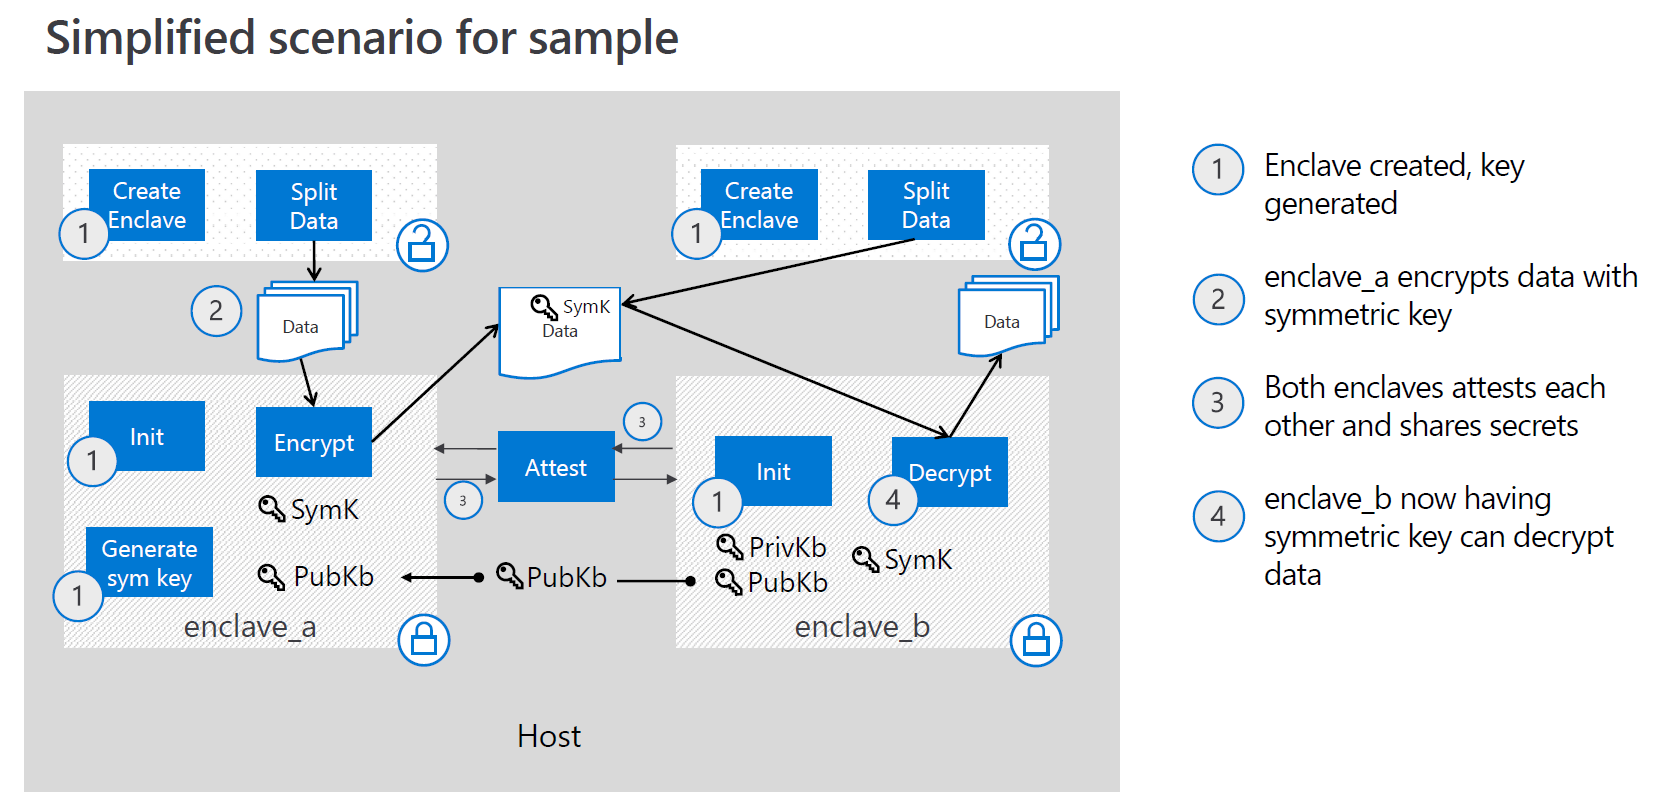 Simplified scenario for sample
Create
Enclave
1
Split
Data
Create
Enclave
1
Split
Data
2
Data
SymK
Data
Data
Init
1
Encrypt
SymK
Generate
sym key
1
PubKb
enclave_a
3
Attest
3
PubKb
Init
1
Decrypt
4
PrivKb
PubKb
SymK
enclave_b
Host
1
Enclave created, key
generated
2
enclave_a encrypts data with
symmetric key
3
Both enclaves attests each
other and shares secrets
4
enclave_b now having
symmetric key can decrypt
data